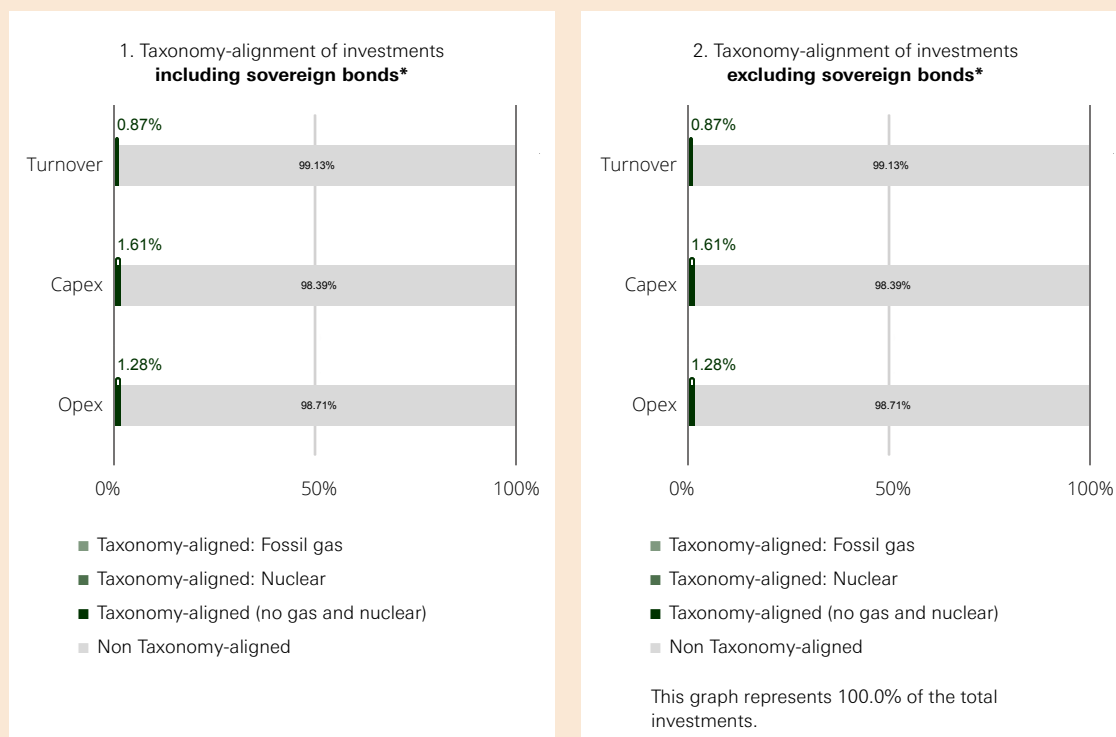 1. Taxonomy-alignment of investments
including sovereign bonds*
0.87%
Turnover
99.13%
1.61%
Capex
98.39%
1.28%
Opex
98.71%
0%
50%
100%
Taxonomy-aligned: Fossil gas
Taxonomy-aligned: Nuclear
Taxonomy-aligned (no gas and nuclear)
Non Taxonomy-aligned
2. Taxonomy-alignment of investments
excluding sovereign bonds*
0.87%
Turnover
99.13%
1.61%
Capex
98.39%
1.28%
Opex
98.71%
0%
50%
100%
Taxonomy-aligned: Fossil gas
Taxonomy-aligned: Nuclear
Taxonomy-aligned (no gas and nuclear)
Non Taxonomy-aligned
This graph represents 100.0% of the total
investments.